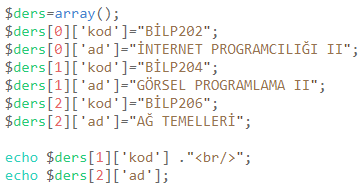 $ders=array();
$ders[0]['kod']="BİLP202";
$ders[0]['ad']="İNTERNET PROGRAMCILIĞI II";
$ders[1]['kod']="BİLP204";
$ders[1]['ad']="GÖRSEL PROGRAMLAMA II";
$ders[2]['kod']="BİLP206";
$ders[2]['ad']="AĞ TEMELLERİ";

echo $ders[1]['kod'] ."<br/>";
echo $ders[2]['ad'];